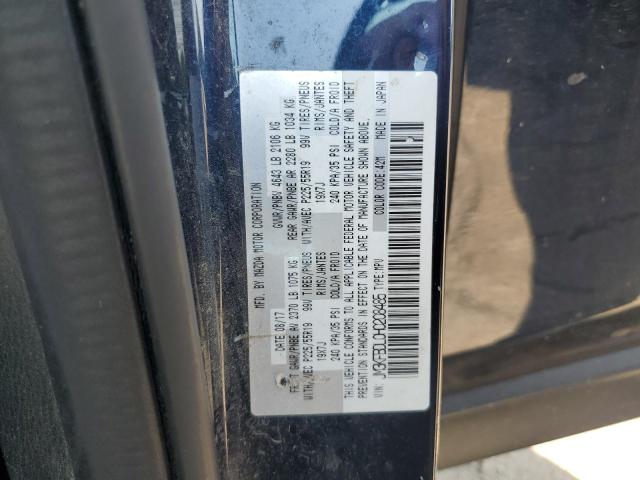 MFD. BY MAZDA MOTOR CORPORATION
DATE 08/17 GVWR/PNBV 4643 LB 2106 KG
FR T GAWR/PNBE AV 2370 LB 1075 KG REAR GAWR/PNBE AR 2280 LB 1034 KG
WITH/AVEC P225/55R19 99V TIRES/PNEUS WITH/AVEC P225/55R19 99V TIRES/PNEUS
19X7J RIMS/JANTES 19X7J RIMS/JANTES
240 KPA/35 PSI COLD/A FROID 240 KPA/35 PSI COLD/A FROID
THIS VEHICLE CONFORMS TO ALL APPLICABLE FEDERAL MOTOR VEHICLE SAFETY AND THEFT
STANDARDS IN EFFECT ON THE DATE OF MANUFACTURE SHOWN ABOVE.
COLOR CODE 42M MADE IN JAPAN
VIN: JM3KFBDL0H0208485 TYPE:MPV